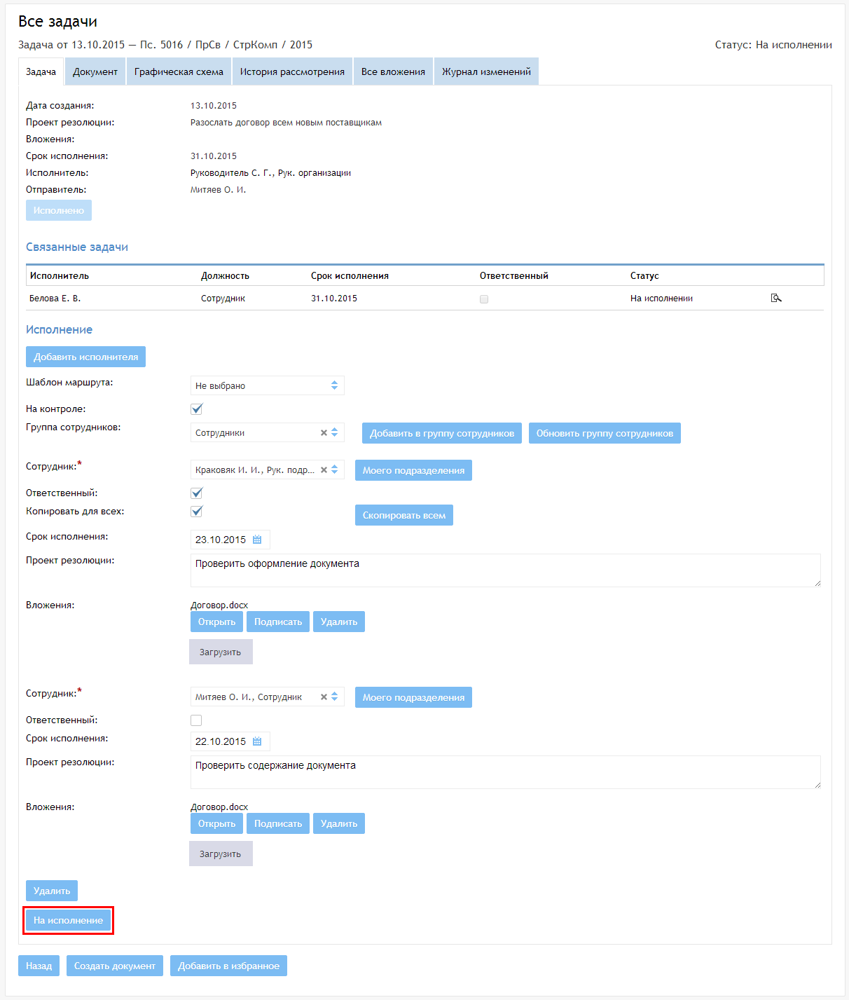 Все задачи
Задача от 13.10.2015 — Пс. 5016 / ПрСв / СтрКомп / 2015 Статус: На исполнении
Задача Документ Графическая схема История рассмотрения Все вложения Журнал изменений
Дата создания: 13.10.2015
Проект резолюции: Разослать договор всем новым поставщикам
Вложения:
Срок исполнения: 31.10.2015
Исполнитель: Руководитель С. Г., Рук. организации
Отправитель: Митяев О. И.
Исполнено
Связанные задачи
Исполнитель Должность Срок исполнения Ответственный Статус
Белова Е. В. Сотрудник 31.10.2015 На исполнении
Исполнение
Добавить исполнителя
Шаблон маршрута: Не выбрано
На контроле:
Группа сотрудников: Сотрудники Добавить в группу сотрудников Обновить группу сотрудников
Сотрудник:* Краковяк И. И., Рук. подр... Моего подразделения
Ответственный:
Копировать для всех: Скопировать всем
Срок исполнения: 23.10.2015
Проект резолюции: Проверить оформление документа
Вложения: Договор.docx
Открыть Подписать Удалить
Загрузить
Сотрудник:* Митяев О. И., Сотрудник Моего подразделения
Ответственный:
Срок исполнения: 22.10.2015
Проект резолюции: Проверить содержание документа
Вложения: Договор.docx
Открыть Подписать Удалить
Загрузить
Удалить
На исполнение
Назад Создать документ Добавить в избранное